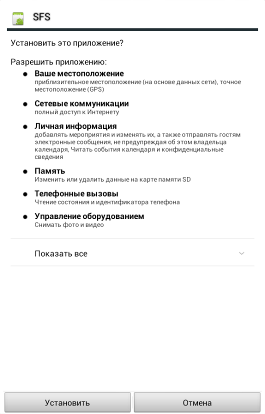 SFS
Установить это приложение?
Разрешить приложению:
Ваше местоположение
приблизительное местоположение (на основе данных сети), точное
местоположение (GPS)
Сетевые коммуникации
полный доступ к Интернету
Личная информация
добавлять мероприятия и изменять их, а также отправлять гостям
электронные сообщения, не предупреждая об этом владельца
календаря, Читать события календаря и конфиденциальные
сведения
Память
Изменить или удалить данные на карте памяти SD
Телефонные вызовы
Чтение состояния и идентификатора телефона
Управление оборудованием
Снимать фото и видео
Показать все
Установить
Отмена